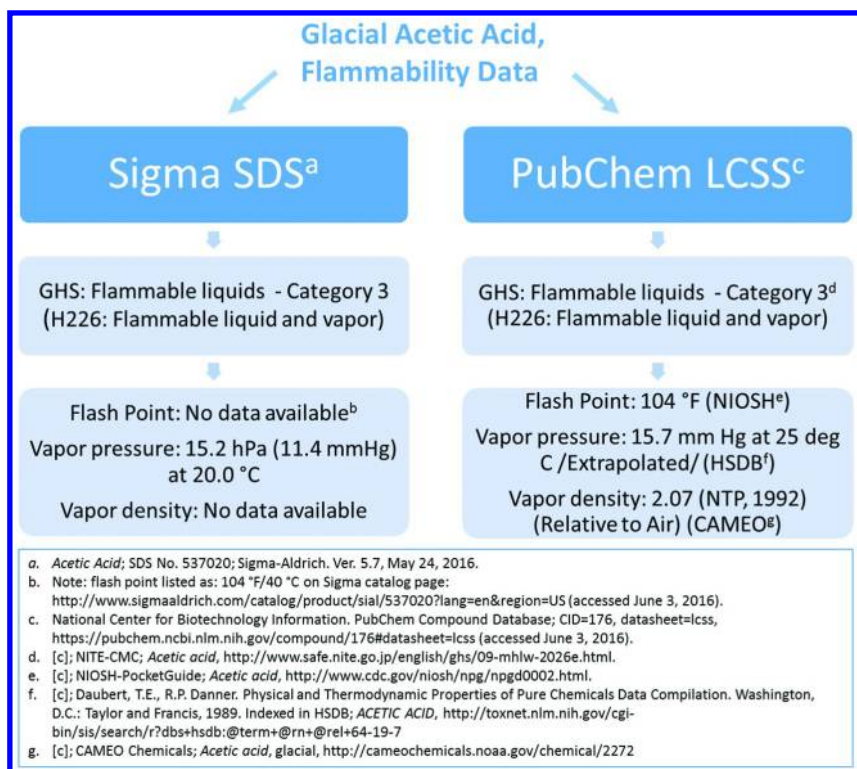 Glacial Acetic Acid,
Flammability Data
Sigma SDSᵃ
PubChem LCSSᶜ
GHS: Flammable liquids - Category 3
(H226: Flammable liquid and vapor)
GHS: Flammable liquids - Category 3ᵈ
(H226: Flammable liquid and vapor)
Flash Point: No data availableᵇ
Vapor pressure: 15.2 hPa (11.4 mmHg)
at 20.0 °C
Vapor density: No data available
Flash Point: 104 °F (NIOSHᵉ)
Vapor pressure: 15.7 mm Hg at 25 deg
C /Extrapolated/ (HSDBᶠ)
Vapor density: 2.07 (NTP, 1992)
(Relative to Air) (CAMEOᵍ)
a. Acetic Acid; SDS No. 537020; Sigma-Aldrich. Ver. 5.7, May 24, 2016.
b. Note: flash point listed as: 104 °F/40 °C on Sigma catalog page:
http://www.sigmaaldrich.com/catalog/product/sial/537020?lang=en&region=US (accessed June 3, 2016).
c. National Center for Biotechnology Information. PubChem Compound Database; CID=176, datasheet=lcss,
https://pubchem.ncbi.nlm.nih.gov/compound/176#datasheet=lcss (accessed June 3, 2016).
d. [c]; NITE-CMC; Acetic acid, http://www.safe.nite.go.jp/english/ghs/09-mhlw-2026e.html.
e. [c]; NIOSH-PocketGuide; Acetic acid, http://www.cdc.gov/niosh/npg/npgd0002.html.
f. [c]; Daubert, T.E., R.P. Danner. Physical and Thermodynamic Properties of Pure Chemicals Data Compilation. Washington,
D.C.: Taylor and Francis, 1989. Indexed in HSDB; ACETIC ACID, http://toxnet.nlm.nih.gov/cgi-
bin/sis/search/r?dbs+hsdb:@term+@rn+@rel+64-19-7
g. [c]; CAMEO Chemicals; Acetic acid, glacial, http://cameochemicals.noaa.gov/chemical/2272